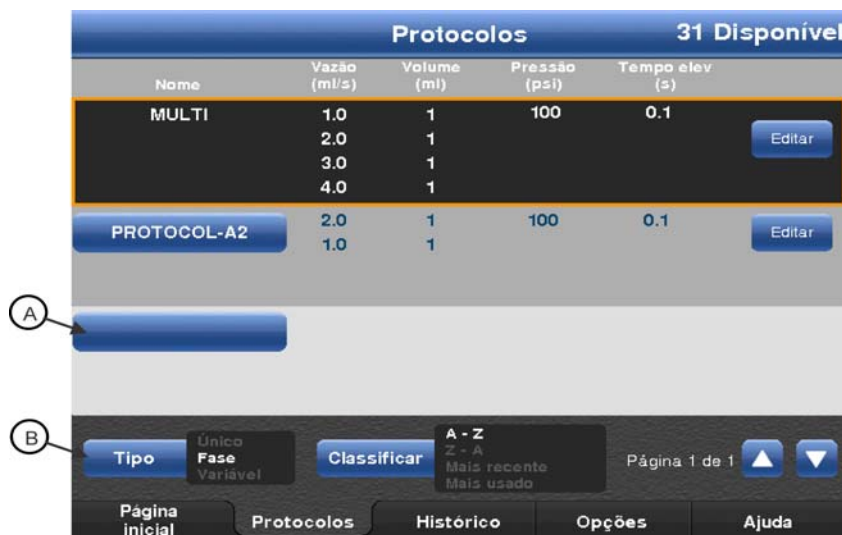 Protocolos 31 Disponíve
Nome Vazão (ml/s) Volume (ml) Pressão (psi) Tempo elev (s)
MULTI 1.0 1 100 0.1
2.0 1 Editar
3.0 1
4.0 1
PROTOCOL-A2 2.0 1 100 0.1 Editar
1.0 1
A
B
Tipo
Único
Fase
Variável
Classificar
A - Z
Z - A
Mais recente
Mais usado
Página 1 de 1
Página inicial Protocolos Histórico Opções Ajuda